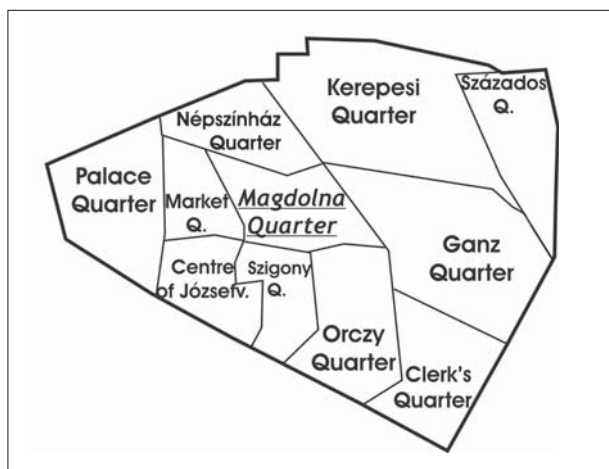 Kerepesi
Quarter
Százados
Q.
Népszínház
Quarter
Palace
Quarter
Market
Q.
Magdolna
Quarter
Ganz
Quarter
Centre
of Józsefv.
Szigony
Q.
Orczy
Quarter
Clerk's
Quarter